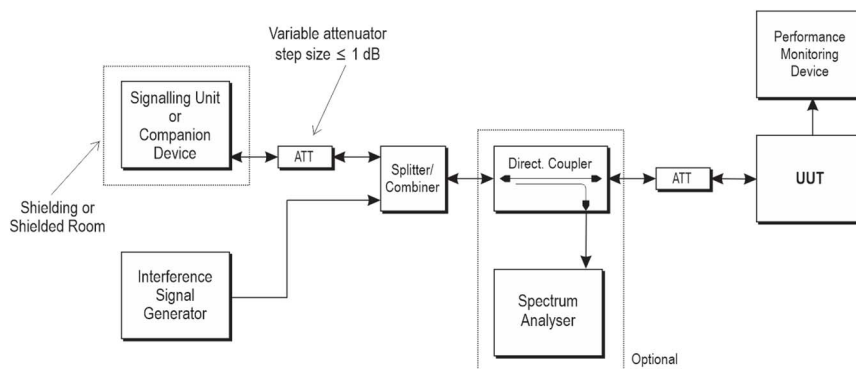 Variable attenuator
step size ≤ 1 dB
Performance
Monitoring
Device
Signalling Unit
or
Companion
Device
ATT
Splitter/
Combiner
Direct. Coupler
ATT
UUT
Shielding or
Shielded Room
Interference
Signal
Generator
Spectrum
Analyser
Optional